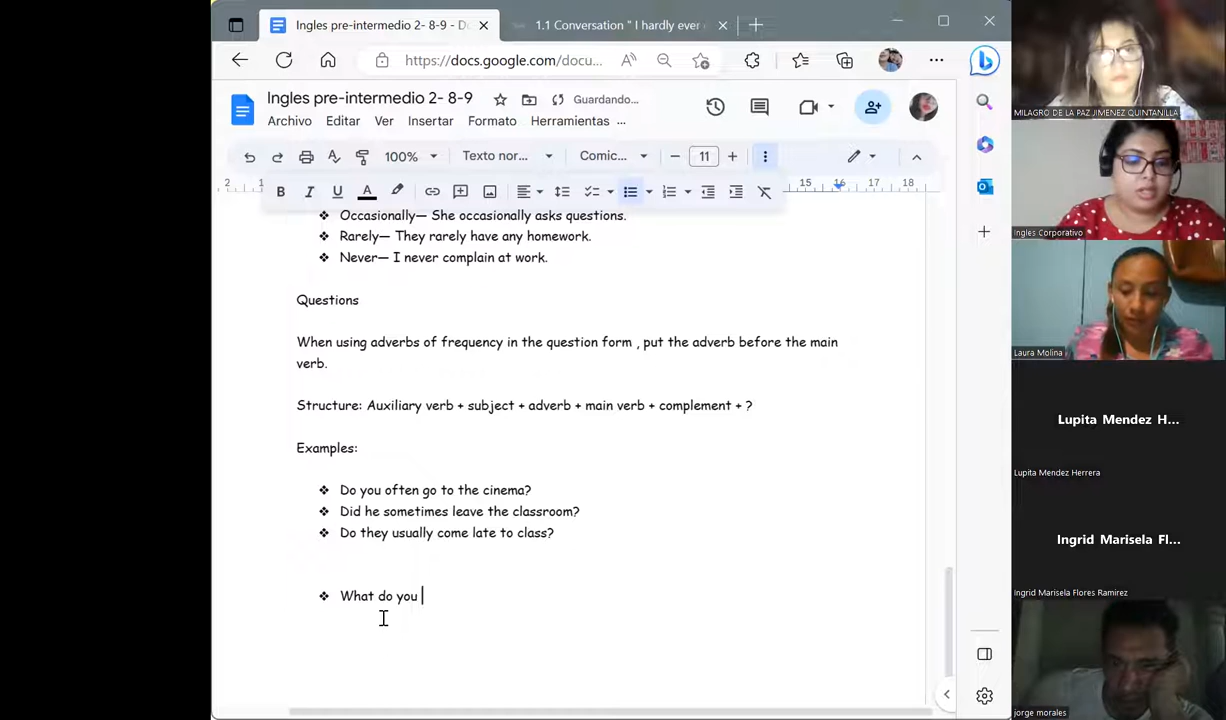 Ingles pre-intermedio 2- 8-9 - Do
1.1 Conversation " I hardly ever
https://docs.google.com/docu...
Ingles pre-intermedio 2- 8-9
Guardando...
Archivo Editar Ver Insertar Formato Herramientas ...
100% Texto nor... Comic... 11
2 1 15 16 17 18
Occasionally— She occasionally asks questions.
Rarely— They rarely have any homework.
Never— I never complain at work.
Questions
When using adverbs of frequency in the question form , put the adverb before the main
verb.
Structure: Auxiliary verb + subject + adverb + main verb + complement + ?
Examples:
Do you often go to the cinema?
Did he sometimes leave the classroom?
Do they usually come late to class?
What do you
MILAGRO DE LA PAZ JIMENEZ QUINTANILLA
Ingles Corporativo
Laura Molina
Lupita Mendez H...
Lupita Mendez Herrera
Ingrid Marisela Fl...
Ingrid Marisela Flores Ramirez
jorge morales